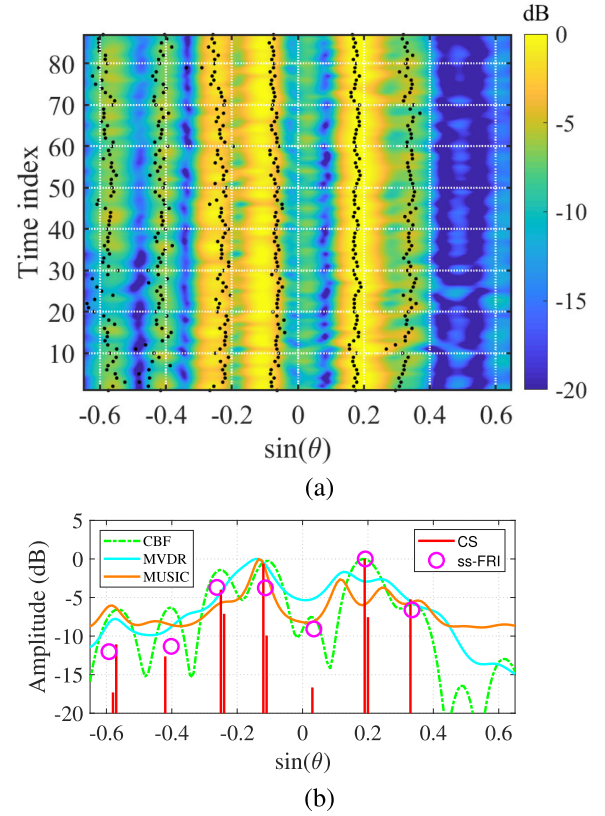 dB
80
70
60
50
40
30
20
10
Time index
-0.6 -0.4 -0.2 0 0.2 0.4 0.6
sin(θ)
0
-5
-10
-15
-20
(a)
5
0
-5
-10
-15
-20
Amplitude (dB)
CBF
MVDR
MUSIC
CS
ss-FRI
-0.6 -0.4 -0.2 0 0.2 0.4 0.6
sin(θ)
(b)